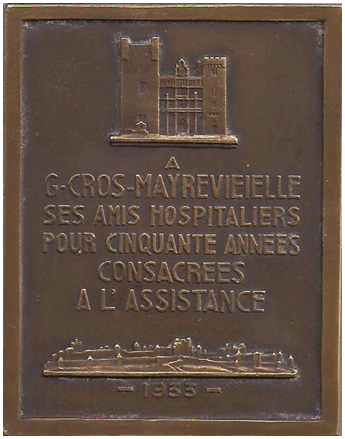 A
G-CROS-MAYREVIEIELLE
SES AMIS HOSPITALIERS
POUR CINQUANTE ANNEES
CONSACREES
A L'ASSISTANCE
- 1933 -